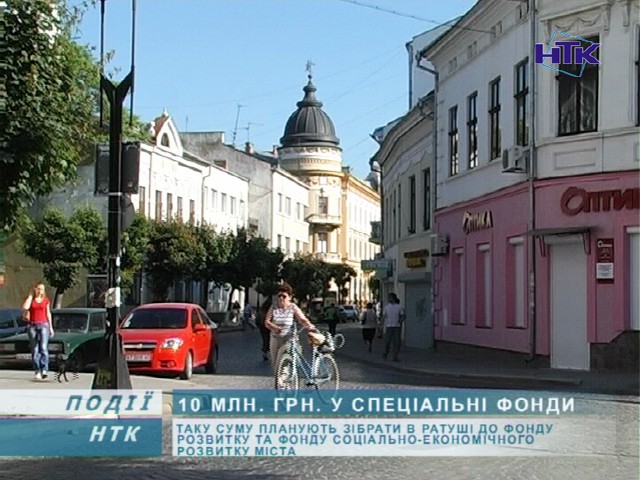 НТК
ОПТИКА
ОПТИКА
ПОДІЇ
НТК
10 МЛН. ГРН. У СПЕЦІАЛЬНІ ФОНДИ
ТАКУ СУМУ ПЛАНУЮТЬ ЗІБРАТИ В РАТУШІ ДО ФОНДУ
РОЗВИТКУ ТА ФОНДУ СОЦІАЛЬНО-ЕКОНОМІЧНОГО
РОЗВИТКУ МІСТА